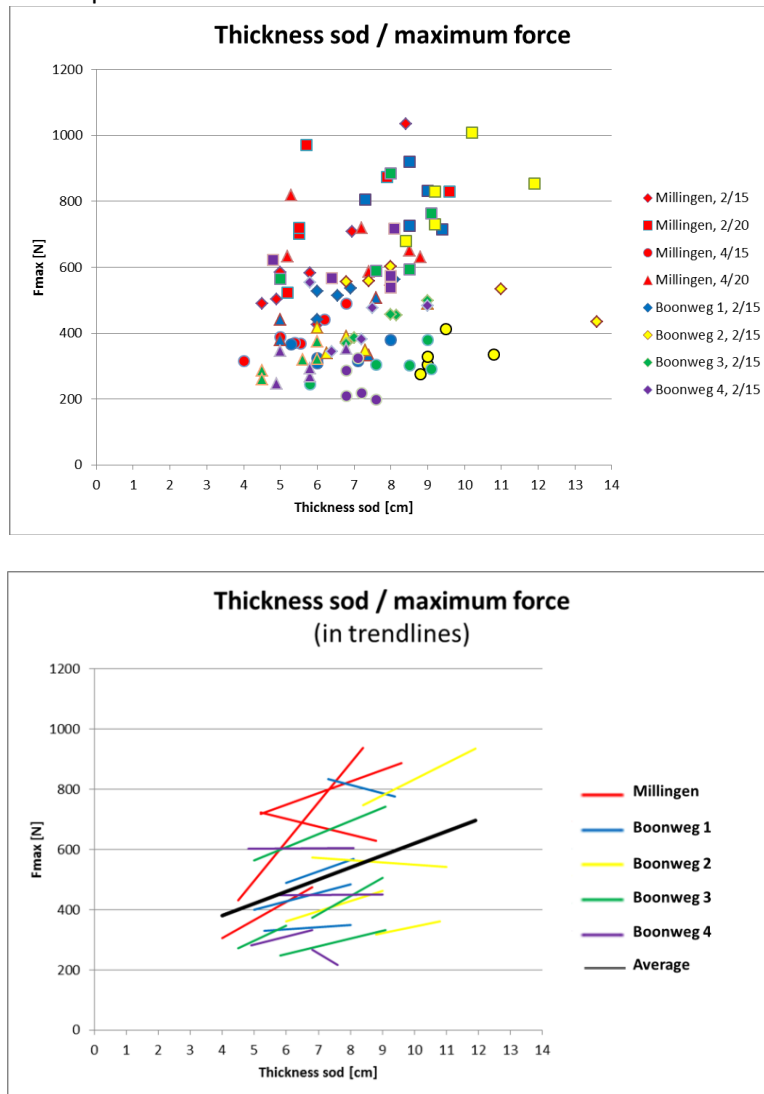 Thickness sod / maximum force
1200
1000
800
600
400
200
0
Fmax [N]
0 1 2 3 4 5 6 7 8 9 10 11 12 13 14
Thickness sod [cm]
Millingen, 2/15
Millingen, 2/20
Millingen, 4/15
Millingen, 4/20
Boonweg 1, 2/15
Boonweg 2, 2/15
Boonweg 3, 2/15
Boonweg 4, 2/15
Thickness sod / maximum force
(in trendlines)
1200
1000
800
600
400
200
0
Fmax [N]
0 1 2 3 4 5 6 7 8 9 10 11 12 13 14
Thickness sod [cm]
Millingen
Boonweg 1
Boonweg 2
Boonweg 3
Boonweg 4
Average